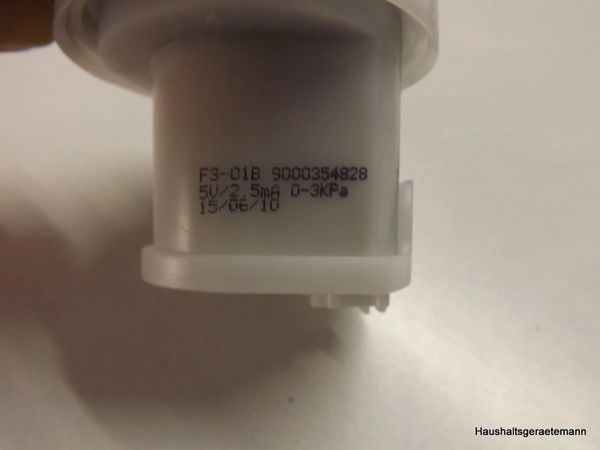 F3-01B 9000354828
5V/2.5mA 0-3KPa
15/06/10
Haushaltsgeraetemann